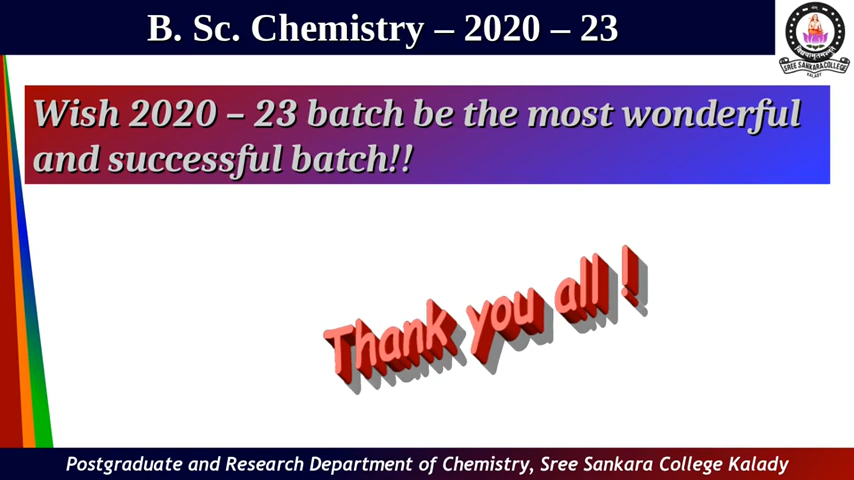 B. Sc. Chemistry – 2020 – 23
SREE SANKARA COLLEGE
KALADY
Wish 2020 – 23 batch be the most wonderful
and successful batch!!
Thank you all !
Postgraduate and Research Department of Chemistry, Sree Sankara College Kalady